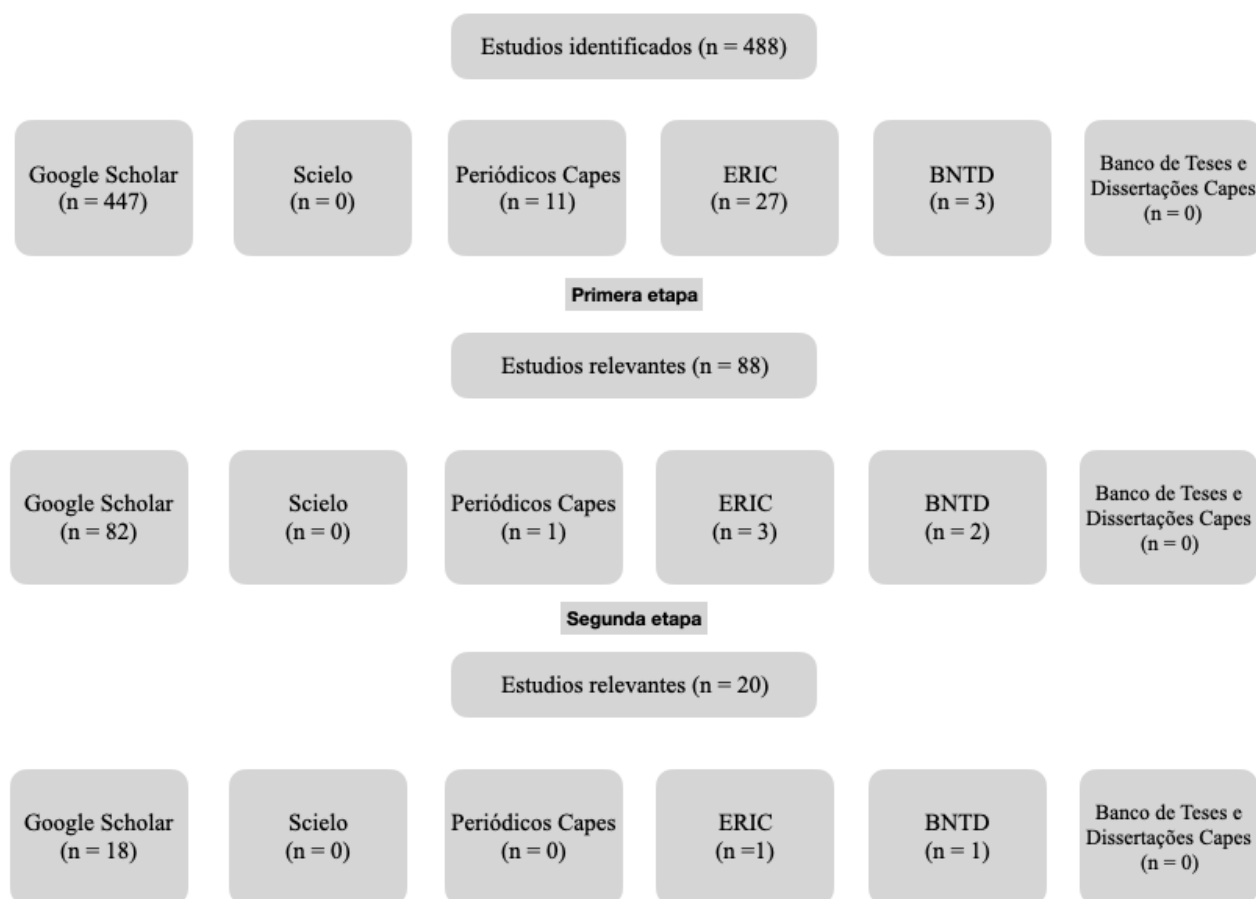 Estudios identificados (n = 488)
Google Scholar
(n = 447)
Scielo
(n = 0)
Periódicos Capes
(n = 11)
ERIC
(n = 27)
BNTD
(n = 3)
Banco de Teses e
Dissertações Capes
(n = 0)
Primera etapa
Estudios relevantes (n = 88)
Google Scholar
(n = 82)
Scielo
(n = 0)
Periódicos Capes
(n = 1)
ERIC
(n = 3)
BNTD
(n = 2)
Banco de Teses e
Dissertações Capes
(n = 0)
Segunda etapa
Estudios relevantes (n = 20)
Google Scholar
(n = 18)
Scielo
(n = 0)
Periódicos Capes
(n = 0)
ERIC
(n =1)
BNTD
(n = 1)
Banco de Teses e
Dissertações Capes
(n = 0)